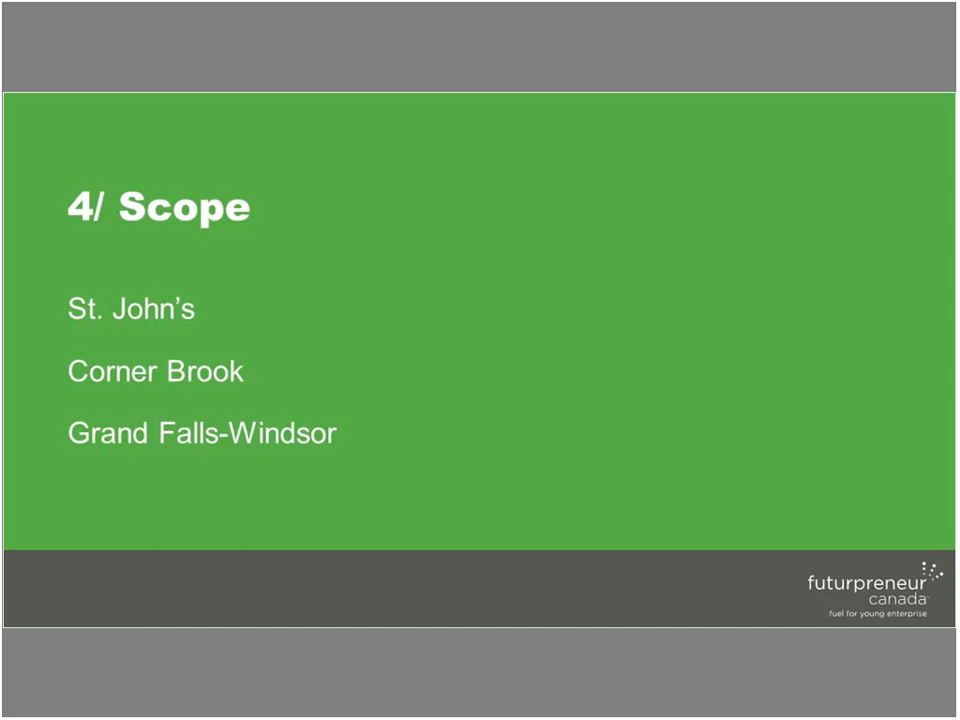 4/ Scope
St. John’s
Corner Brook
Grand Falls-Windsor
futurpreneur
canada
fuel for young enterprise